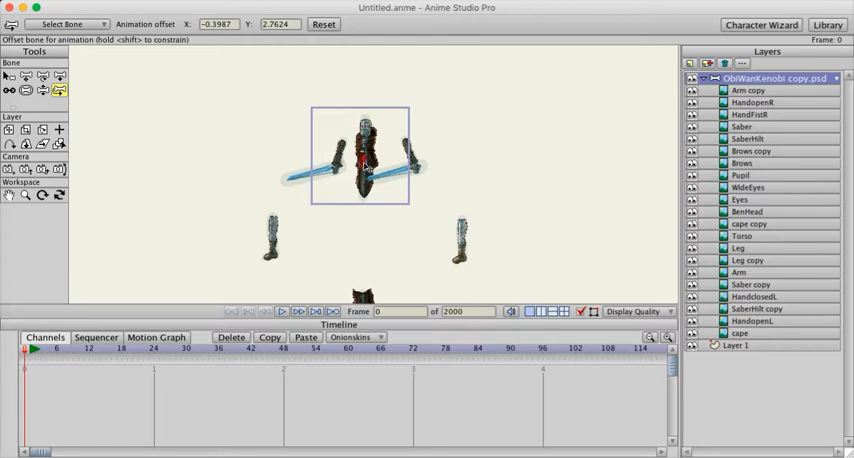 Untitled.anme - Anime Studio Pro
Select Bone Animation offset X: -0.3987 Y: 2.7624 Reset Character Wizard Library
Offset bone for animation (hold <shift> to constrain) Frame: 0
Tools
Bone
Layer
Camera
Workspace
Layers
ObiWanKenobi copy.psd
Arm copy
HandopenR
HandFistR
Saber
SaberHilt
Brows copy
Brows
Pupil
WIdeEyes
Eyes
BenHead
cape copy
Torso
Leg
Leg copy
Arm
Saber copy
HandclosedL
SaberHilt copy
HandopenL
cape
Layer 1
Frame 0 of 2000 Display Quality
Timeline
Channels Sequencer Motion Graph Delete Copy Paste Onionskins
0 6 12 18 24 30 36 42 48 54 60 66 72 78 84 90 96 102 108 114
0 1 2 3 4